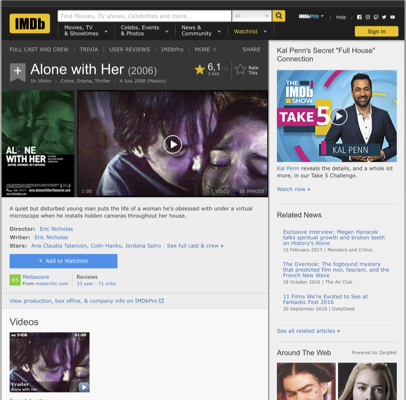 IMDb
Find Movies, TV shows, Celebrities and more...
All
Movies, TV
& Showtimes
Celebs, Events
& Photos
News &
Community
Watchlist
IMDbPro
Help
Sign in
FULL CAST AND CREW | TRIVIA | USER REVIEWS | IMDbPro | MORE
SHARE
+ Alone with Her (2006)
1h 18min | Crime, Drama, Thriller | 4 July 2008 (Mexico)
6,1
Rate
This
AL NE
WITH HER
1:00
1 VIDEO
16 IMAGES
A quiet but disturbed young man puts the life of a woman he's obsessed with under a virtual
microscope when he installs hidden cameras throughout her house.
Director: Eric Nicholas
Writer: Eric Nicholas
Stars: Ana Claudia Talancón, Colin Hanks, Jordana Spiro | See full cast & crew »
+ Add to Watchlist
Metascore
From metacritic.com
Reviews
33 user | 71 critic
View production, box office, & company info on IMDbPro
Videos
01:00
Trailer
Alone with Her
Kal Penn's Secret "Full House"
Connection
THE
IMDb
SHOW
TAKE 5
KAL PENN
Kal Penn reveals the details, and a whole lot
more, in our Take 5 Challenge.
Watch now »
Related News
Exclusive interview: Megan Hanacek
talks spiritual growth and broken teeth
on History's Alone
10 February 2017 | Monsters and Critics
The Overlook: The fogbound mystery
that predicted film noir, fascism, and the
French New Wave
18 October 2016 | The AV Club
11 Films We're Excited to See at
Fantastic Fest 2016
20 September 2016 | DailyDead
See all related articles »
Around The Web
Powered by ZergNet